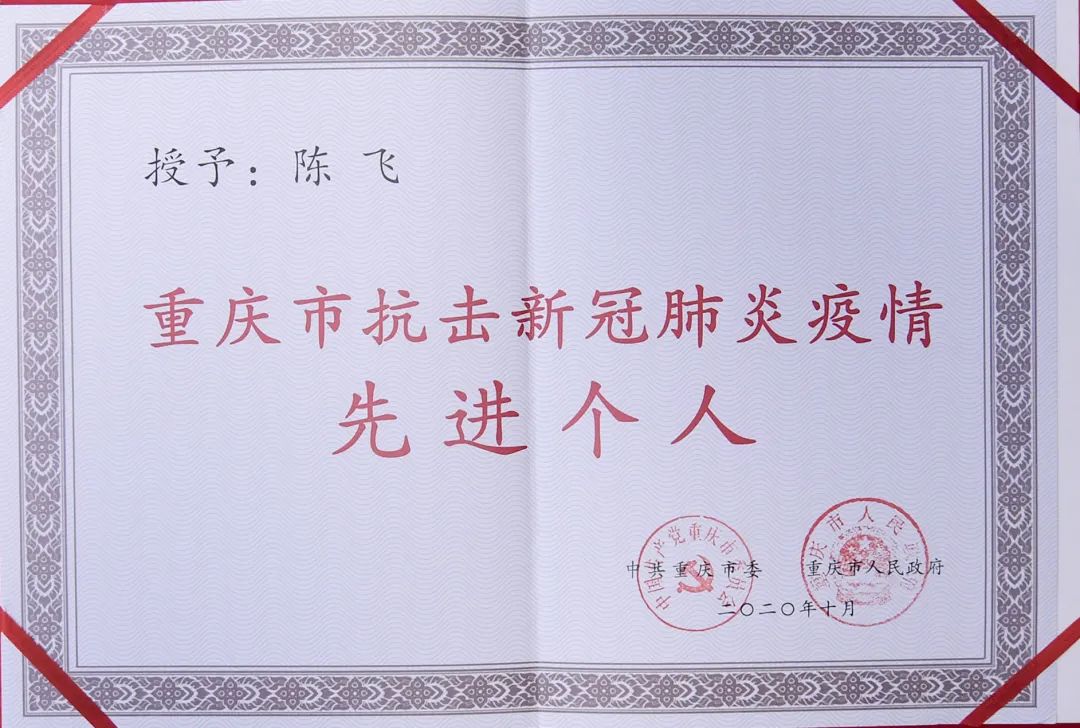 授予：陈飞
重庆市抗击新冠肺炎疫情
先进个人
中共重庆市委 重庆市人民政府
二〇二〇年十月